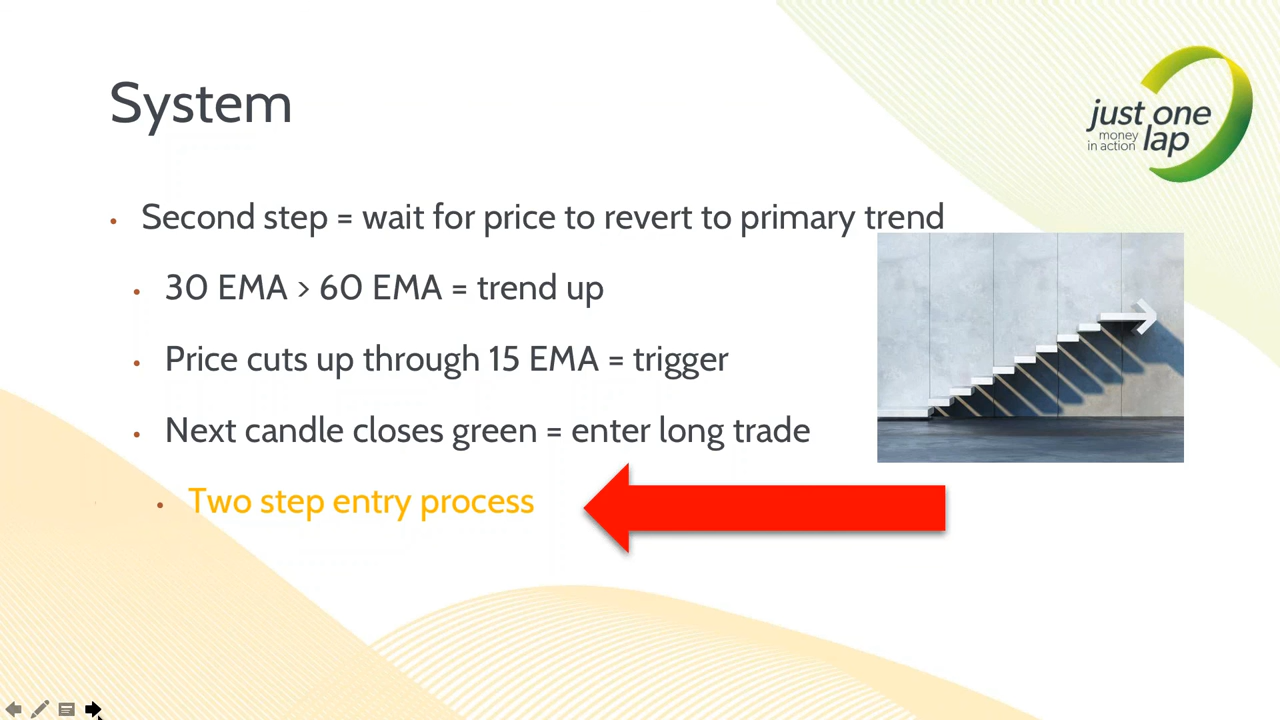 System
just one
money
in action
lap
Second step = wait for price to revert to primary trend
30 EMA > 60 EMA = trend up
Price cuts up through 15 EMA = trigger
Next candle closes green = enter long trade
Two step entry process